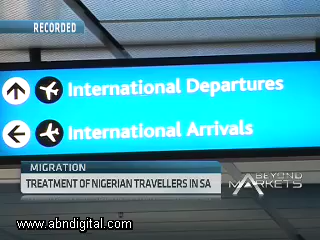 RECORDED
International Departures
International Arrivals
MIGRATION
TREATMENT OF NIGERIAN TRAVELLERS IN SA
BEYOND
MARKETS
www.abndigital.com